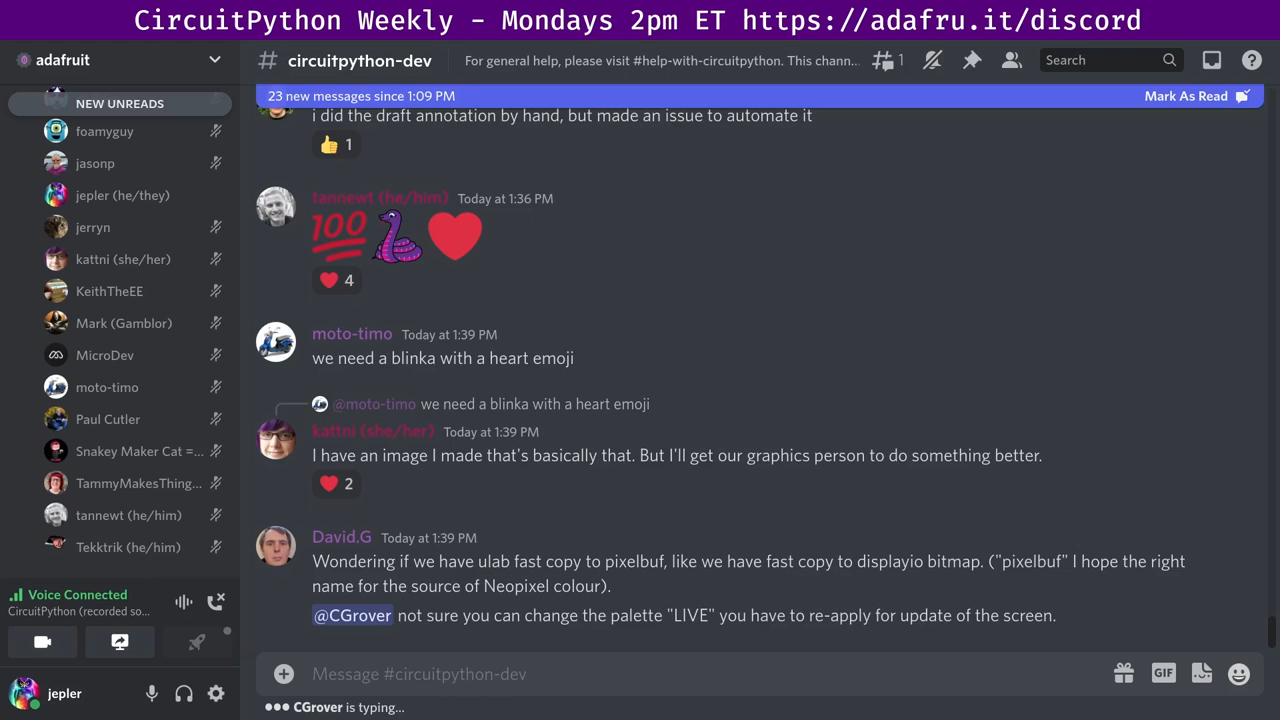 CircuitPython Weekly - Mondays 2pm ET https://adafru.it/discord
adafruit
NEW UNREADS
foamyguy
jasonp
jepler (he/they)
jerryn
kattni (she/her)
KeithTheEE
Mark (Gamblor)
MicroDev
moto-timo
Paul Cutler
Snakey Maker Cat =...
TammyMakesThing...
tannewt (he/him)
Tekktrik (he/him)
Voice Connected
CircuitPython (recorded so...
jepler
# circuitpython-dev
For general help, please visit #help-with-circuitpython. This chann...
1
Search
23 new messages since 1:09 PM
Mark As Read
i did the draft annotation by hand, but made an issue to automate it
👍 1
tannewt (he/him) Today at 1:36 PM
100
❤️ 4
moto-timo Today at 1:39 PM
we need a blinka with a heart emoji
@moto-timo we need a blinka with a heart emoji
kattni (she/her) Today at 1:39 PM
I have an image I made that's basically that. But I'll get our graphics person to do something better.
❤️ 2
David.G Today at 1:39 PM
Wondering if we have ulab fast copy to pixelbuf, like we have fast copy to displayio bitmap. ("pixelbuf" I hope the right
name for the source of Neopixel colour).
@CGrover not sure you can change the palette "LIVE" you have to re-apply for update of the screen.
Message #circuitpython-dev
GIF
CGrover is typing...